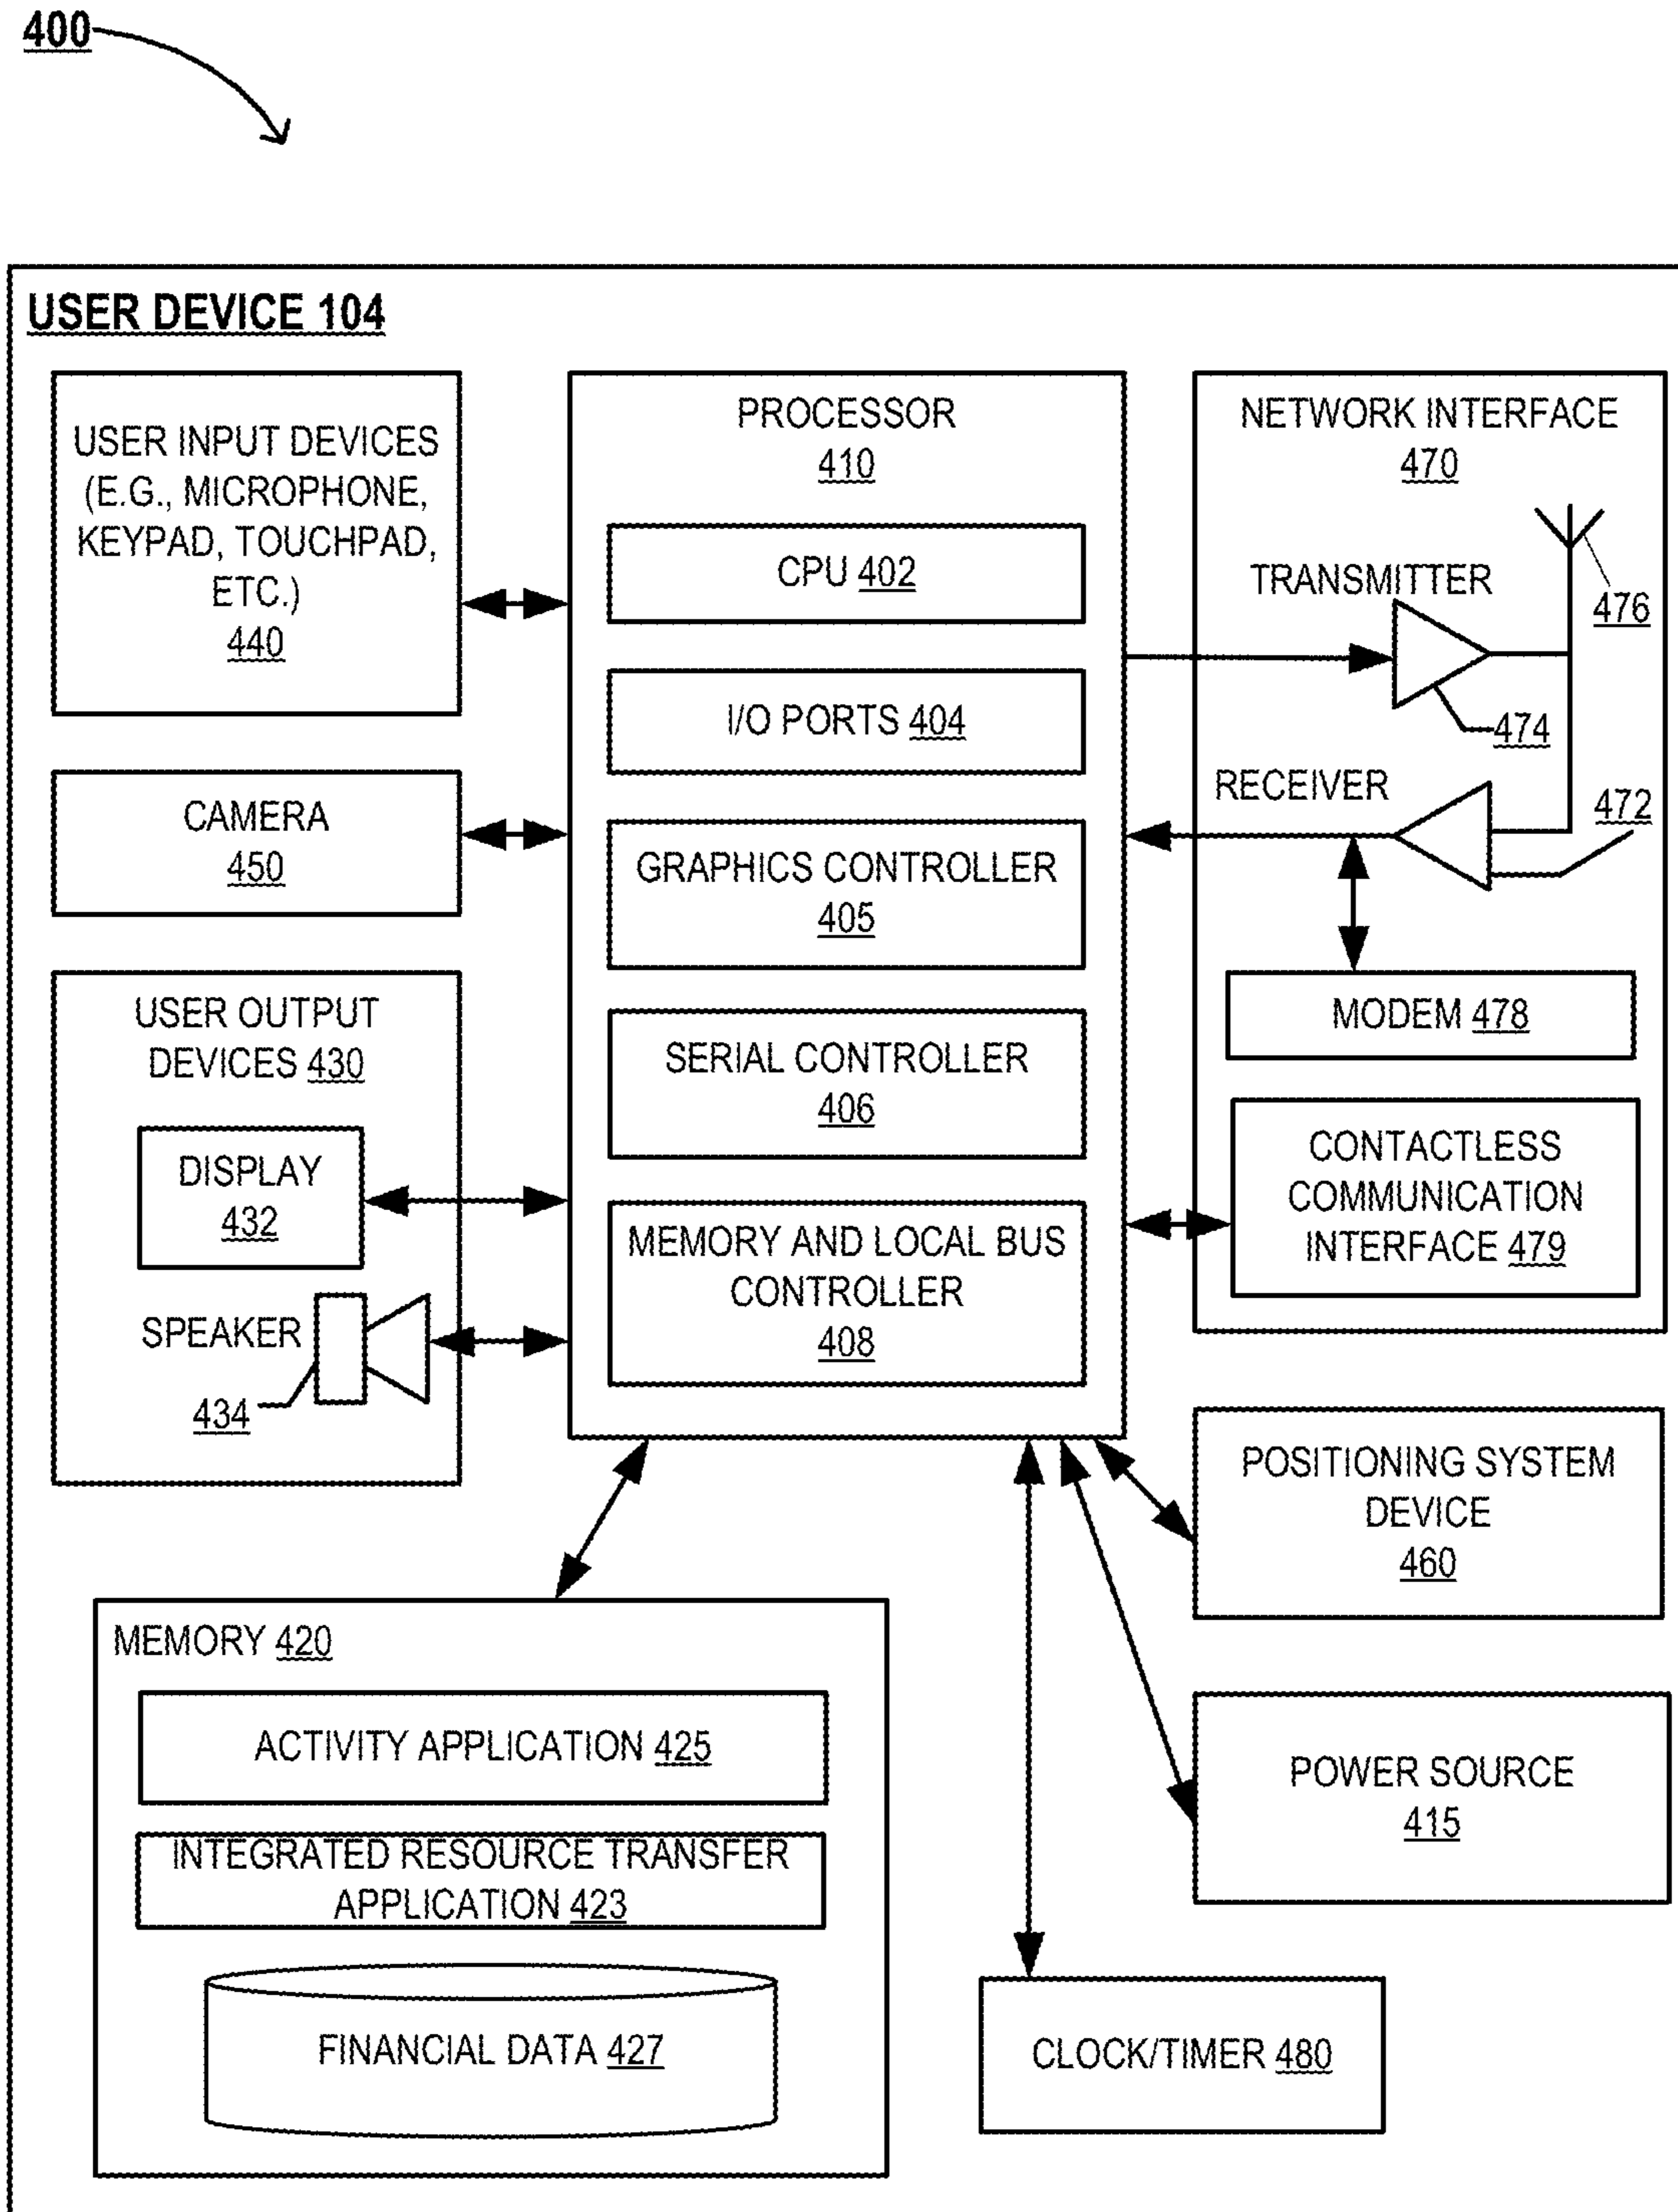 400
USER DEVICE 104
USER INPUT DEVICES
(E.G., MICROPHONE,
KEYPAD, TOUCHPAD,
ETC.)
440
CAMERA
450
USER OUTPUT
DEVICES 430
DISPLAY
432
SPEAKER
434
PROCESSOR
410
CPU 402
I/O PORTS 404
GRAPHICS CONTROLLER
405
SERIAL CONTROLLER
406
MEMORY AND LOCAL BUS
CONTROLLER
408
NETWORK INTERFACE
470
TRANSMITTER
476
474
RECEIVER
472
MODEM 478
CONTACTLESS
COMMUNICATION
INTERFACE 479
POSITIONING SYSTEM
DEVICE
460
MEMORY 420
ACTIVITY APPLICATION 425
INTEGRATED RESOURCE TRANSFER
APPLICATION 423
FINANCIAL DATA 427
POWER SOURCE
415
CLOCK/TIMER 480